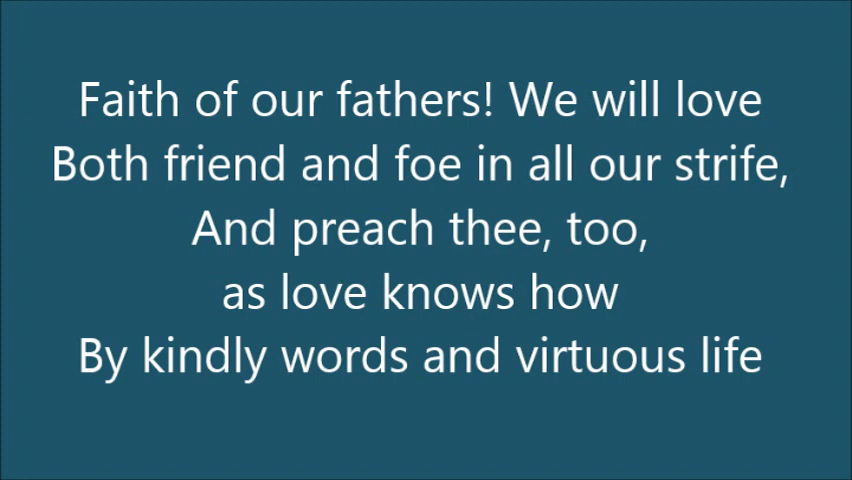 Faith of our fathers! We will love
Both friend and foe in all our strife,
And preach thee, too,
as love knows how
By kindly words and virtuous life